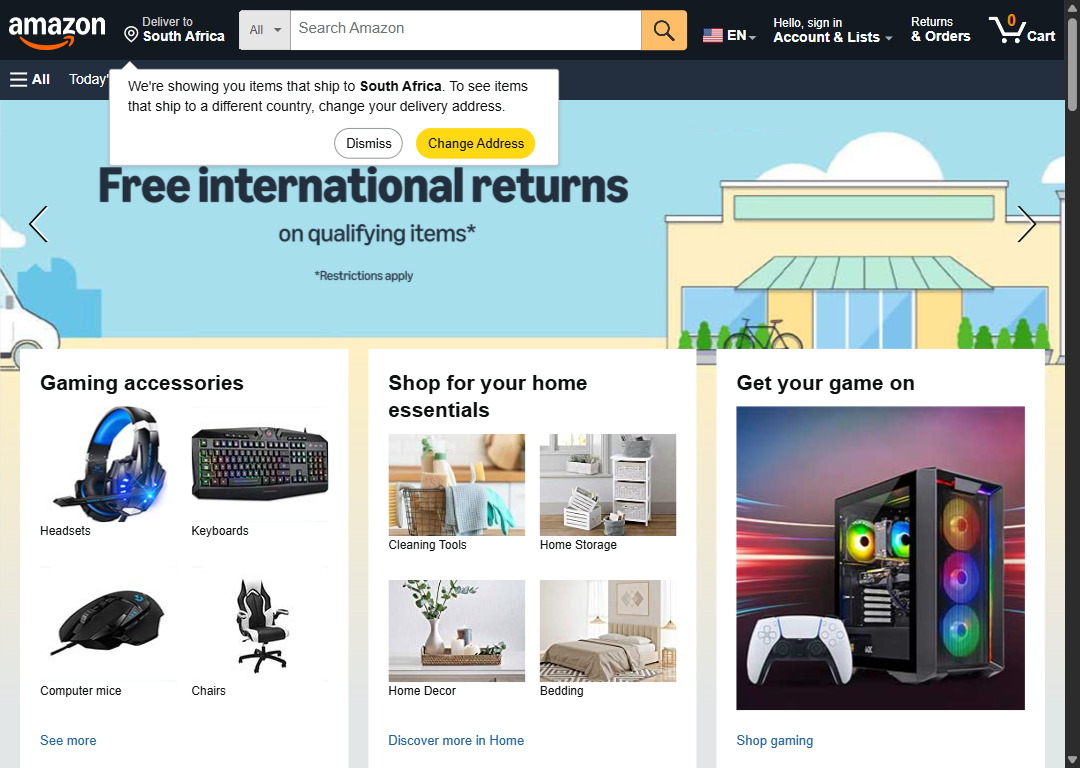 amazon
Deliver to
South Africa
All
Search Amazon
EN
Hello, sign in
Account & Lists
Returns
& Orders
0
Cart
All
Today'
We're showing you items that ship to South Africa. To see items
that ship to a different country, change your delivery address.
Dismiss
Change Address
Free international returns
on qualifying items*
*Restrictions apply
Gaming accessories
Headsets
Keyboards
Computer mice
Chairs
See more
Shop for your home
essentials
Cleaning Tools
Home Storage
Home Decor
Bedding
Discover more in Home
Get your game on
Shop gaming